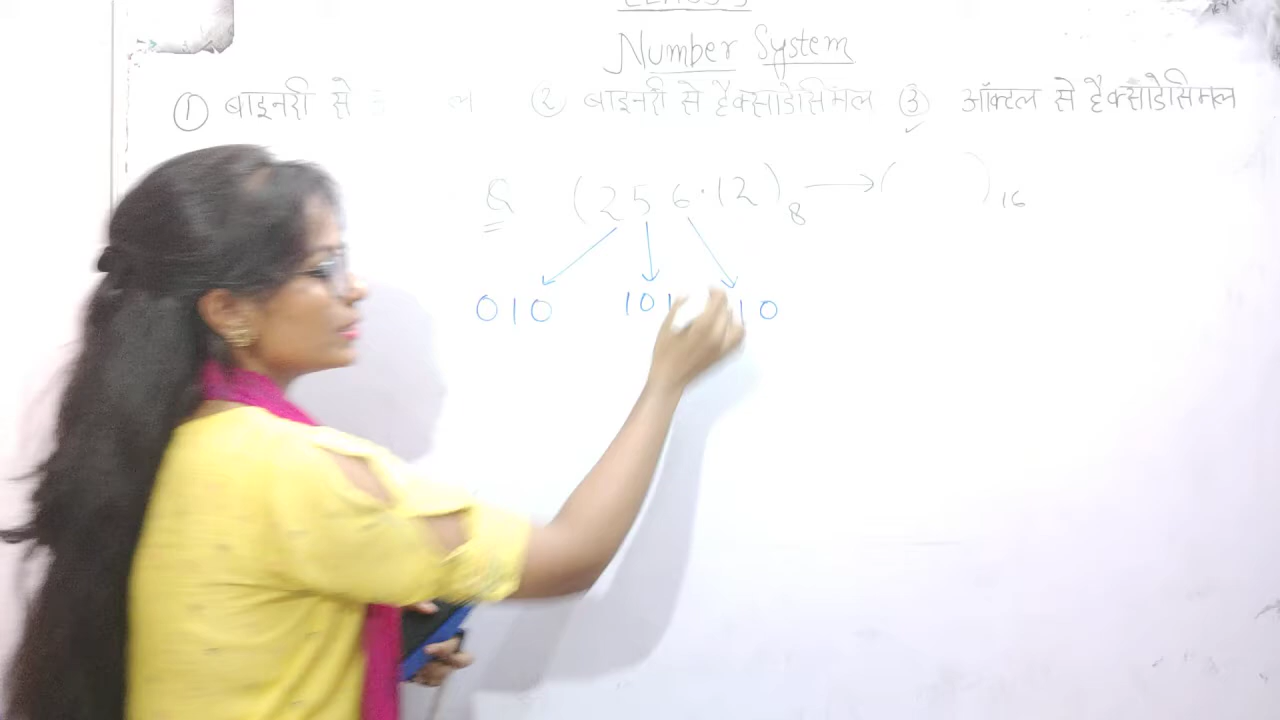 Number System
① बाइनरी से ल ② बाइनरी से हैक्साडेसिमल ③ ऑक्टल से हैक्साडेसिमल
Q (256.12)8 → ( )16
010 101 10